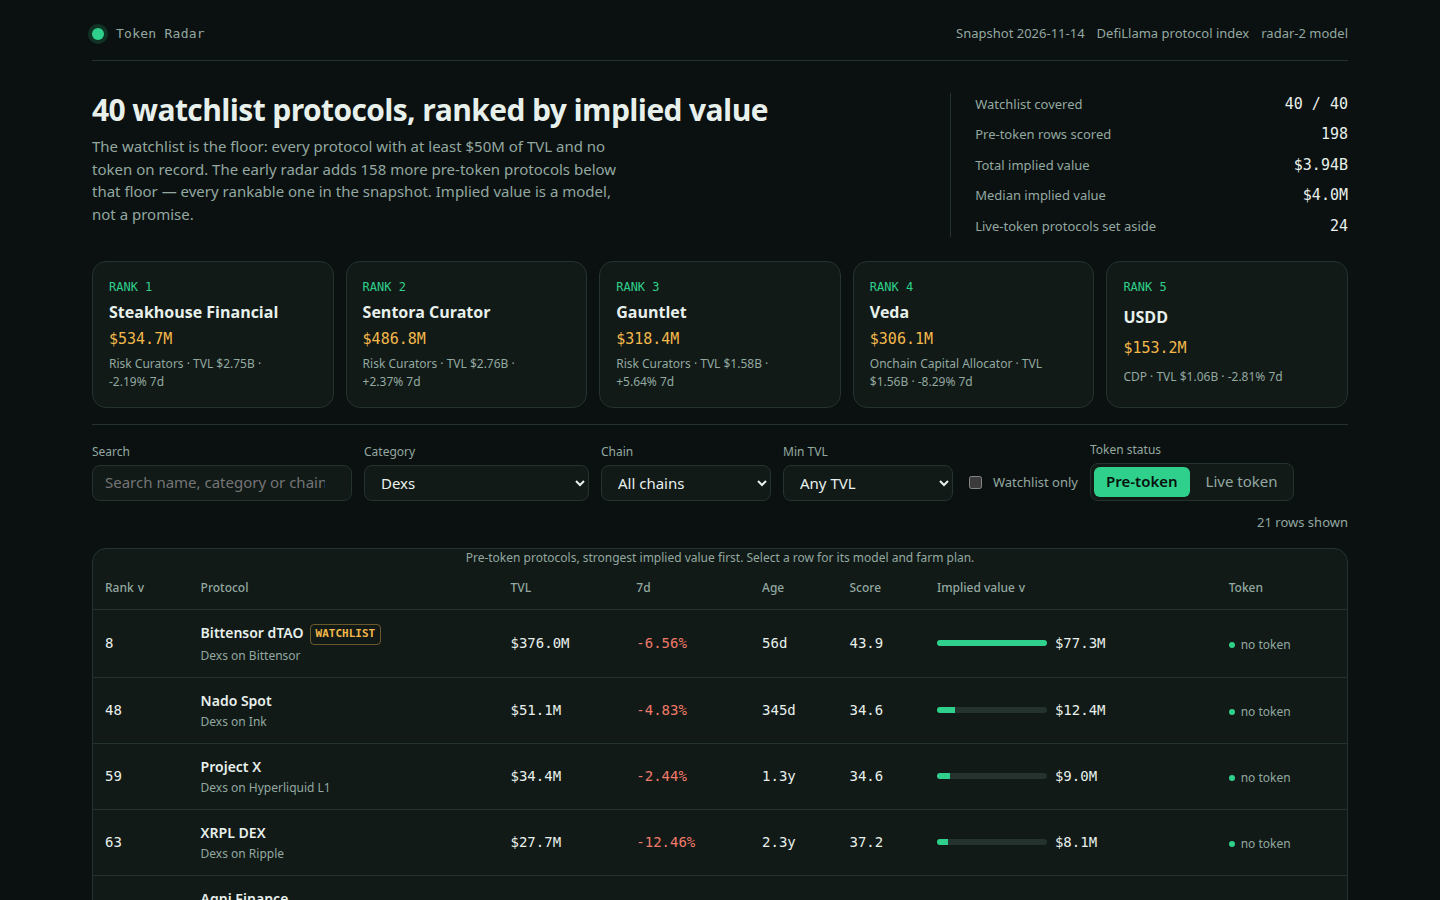 Token Radar
Snapshot 2026-11-14 DefiLlama protocol index radar-2 model
40 watchlist protocols, ranked by implied value
The watchlist is the floor: every protocol with at least $50M of TVL and no
token on record. The early radar adds 158 more pre-token protocols below
that floor — every rankable one in the snapshot. Implied value is a model,
not a promise.
Watchlist covered 40 / 40
Pre-token rows scored 198
Total implied value $3.94B
Median implied value $4.0M
Live-token protocols set aside 24
RANK 1
Steakhouse Financial
$534.7M
Risk Curators · TVL $2.75B ·
-2.19% 7d
RANK 2
Sentora Curator
$486.8M
Risk Curators · TVL $2.76B ·
+2.37% 7d
RANK 3
Gauntlet
$318.4M
Risk Curators · TVL $1.58B ·
+5.64% 7d
RANK 4
Veda
$306.1M
Onchain Capital Allocator · TVL
$1.56B · -8.29% 7d
RANK 5
USDD
$153.2M
CDP · TVL $1.06B · -2.81% 7d
Search Category Chain Min TVL Token status
Search name, category or chain Dexs All chains Any TVL Watchlist only Pre-token Live token
21 rows shown
Pre-token protocols, strongest implied value first. Select a row for its model and farm plan.
Rank v Protocol TVL 7d Age Score Implied value v Token
8 Bittensor dTAO WATCHLIST $376.0M -6.56% 56d 43.9 $77.3M no token
Dexs on Bittensor
48 Nado Spot $51.1M -4.83% 345d 34.6 $12.4M no token
Dexs on Ink
59 Project X $34.4M -2.44% 1.3y 34.6 $9.0M no token
Dexs on Hyperliquid L1
63 XRPL DEX $27.7M -12.46% 2.3y 37.2 $8.1M no token
Dexs on Ripple
Agni Finance